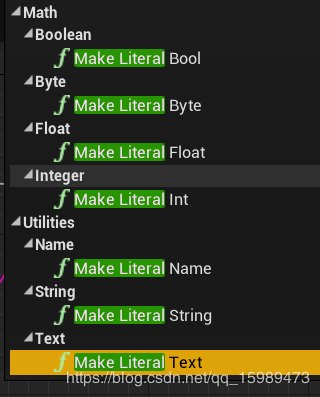 Math
Boolean
f Make Literal Bool
Byte
f Make Literal Byte
Float
f Make Literal Float
Integer
f Make Literal Int
Utilities
Name
f Make Literal Name
String
f Make Literal String
Text
f Make Literal Text
https://blog.csdn.net/qq_15989473